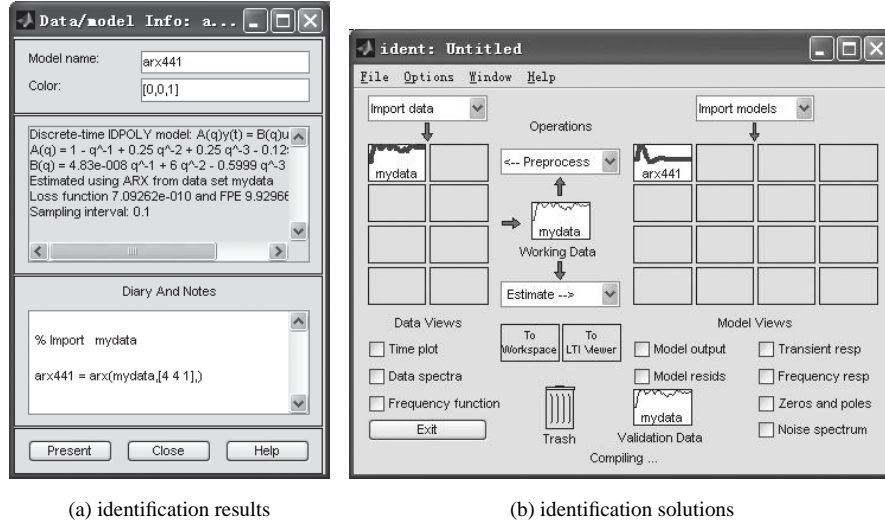 Data/model Info: a...
Model name:
arx441
Color:
[0,0,1]
Discrete-time IDPOLY model: A(q)y(t) = B(q)u
A(q) = 1 - q^-1 + 0.25 q^-2 + 0.25 q^-3 - 0.12
B(q) = 4.83e-008 q^-1 + 6 q^-2 - 0.5999 q^-3
Estimated using ARX from data set mydata
Loss function 7.09262e-010 and FPE 9.92966
Sampling interval: 0.1
Diary And Notes
% Import mydata
arx441 = arx(mydata,[4 4 1],)
Present
Close
Help
(a) identification results
ident: Untitled
File Options Window Help
Import data
Import models
Operations
<-- Preprocess
mydata
arx441
mydata
Working Data
Estimate -->
Data Views
Time plot
Data spectra
Frequency function
Exit
To Workspace
To LTI Viewer
Trash
Model Views
Model output
Model resids
Transient resp
Frequency resp
Zeros and poles
Noise spectrum
mydata
Validation Data
Compiling ...
(b) identification solutions